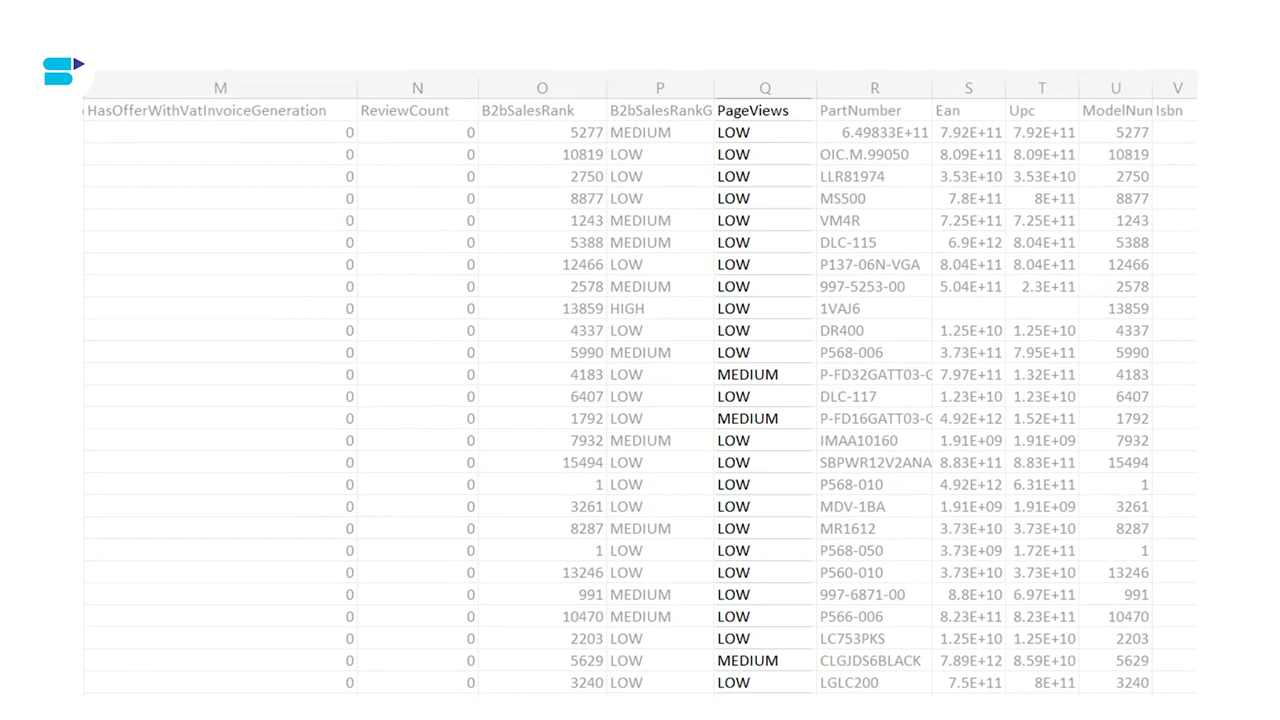 M N O P Q R S T U V
HasOfferWithVatInvoiceGeneration ReviewCount B2bSalesRank B2bSalesRankG PageViews PartNumber Ean Upc ModelNun Isbn
0 0 5277 MEDIUM LOW 6.49833E+11 7.92E+11 7.92E+11 5277
0 0 10819 LOW LOW OIC.M.99050 8.09E+11 8.09E+11 10819
0 0 2750 LOW LOW LLR81974 3.53E+10 3.53E+10 2750
0 0 8877 LOW LOW MS500 7.8E+11 8E+11 8877
0 0 1243 MEDIUM LOW VM4R 7.25E+11 7.25E+11 1243
0 0 5388 MEDIUM LOW DLC-115 6.9E+12 8.04E+11 5388
0 0 12466 LOW LOW P137-06N-VGA 8.04E+11 8.04E+11 12466
0 0 2578 MEDIUM LOW 997-5253-00 5.04E+11 2.3E+11 2578
0 0 13859 HIGH LOW 1VAJ6 13859
0 0 4337 LOW LOW DR400 1.25E+10 1.25E+10 4337
0 0 5990 MEDIUM LOW P568-006 3.73E+11 7.95E+11 5990
0 0 4183 LOW MEDIUM P-FD32GATT03-G 7.97E+11 1.32E+11 4183
0 0 6407 LOW LOW DLC-117 1.23E+10 1.23E+10 6407
0 0 1792 LOW MEDIUM P-FD16GATT03-G 4.92E+12 1.52E+11 1792
0 0 7932 MEDIUM LOW IMAA10160 1.91E+09 1.91E+09 7932
0 0 15494 LOW LOW SBPWR12V2ANA 8.83E+11 8.83E+11 15494
0 0 1 LOW LOW P568-010 4.92E+12 6.31E+11 1
0 0 3261 LOW LOW MDV-1BA 1.91E+09 1.91E+09 3261
0 0 8287 MEDIUM LOW MR1612 3.73E+10 3.73E+10 8287
0 0 1 LOW LOW P568-050 3.73E+09 1.72E+11 1
0 0 13246 LOW LOW P560-010 3.73E+10 3.73E+10 13246
0 0 991 MEDIUM LOW 997-6871-00 8.8E+10 6.97E+11 991
0 0 10470 MEDIUM LOW P566-006 8.23E+11 8.23E+11 10470
0 0 2203 LOW LOW LC753PKS 1.25E+10 1.25E+10 2203
0 0 5629 LOW MEDIUM CLGJDS6BLACK 7.89E+12 8.59E+10 5629
0 0 3240 LOW LOW LGLC200 7.5E+11 8E+11 3240